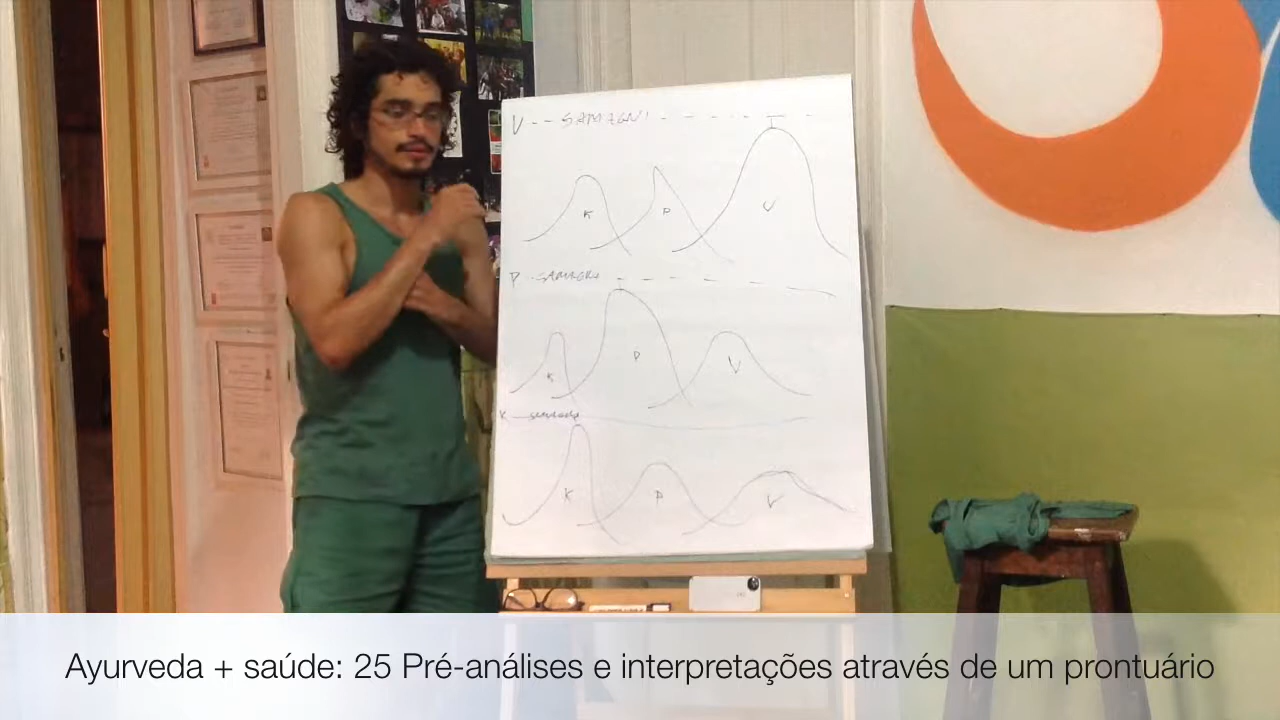 V - - SAMAGNI - - - - - -
K P V
P - SAMAGNI - - - -
K P V
K
K P V
Ayurveda + saúde: 25 Pré-análises e interpretações através de um prontuário